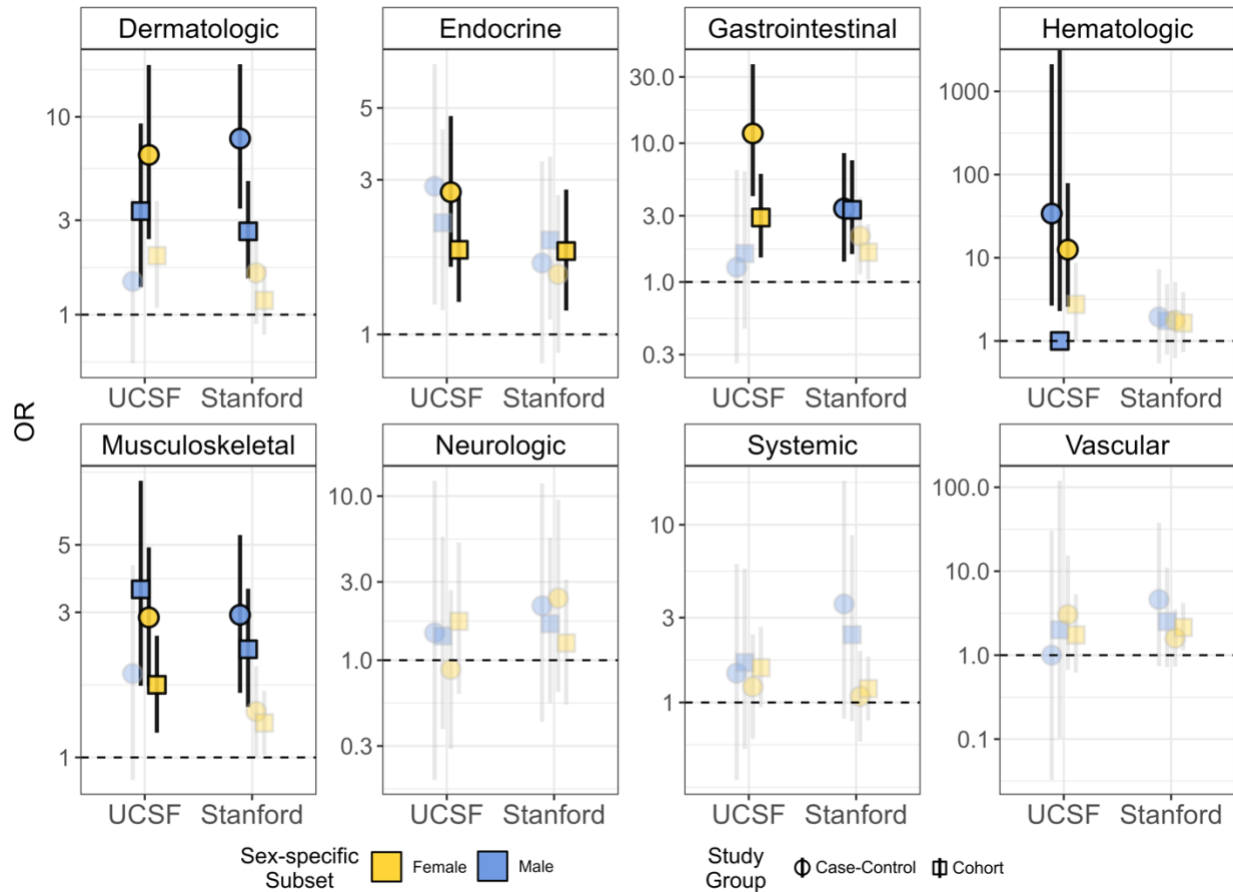 Dermatologic
Endocrine
Gastrointestinal
Hematologic
10
3
1
5
3
1
30.0
10.0
3.0
1.0
0.3
1000
100
10
1
UCSF Stanford
UCSF Stanford
UCSF Stanford
UCSF Stanford
OR
Musculoskeletal
Neurologic
Systemic
Vascular
5
3
1
10.0
3.0
1.0
0.3
10
3
1
100.0
10.0
1.0
0.1
UCSF Stanford
UCSF Stanford
UCSF Stanford
UCSF Stanford
Sex-specific
Subset
Female
Male
Study
Group
Case-Control
Cohort